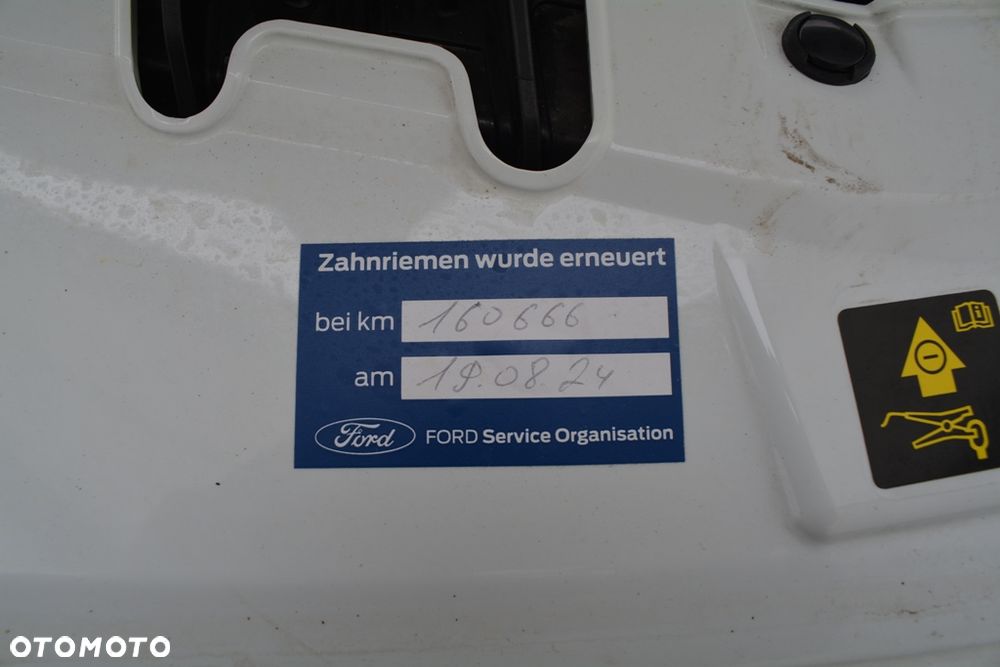 Zahnriemen wurde erneuert
bei km 160666
am 19.08.24
Ford FORD Service Organisation
OTOMOTO